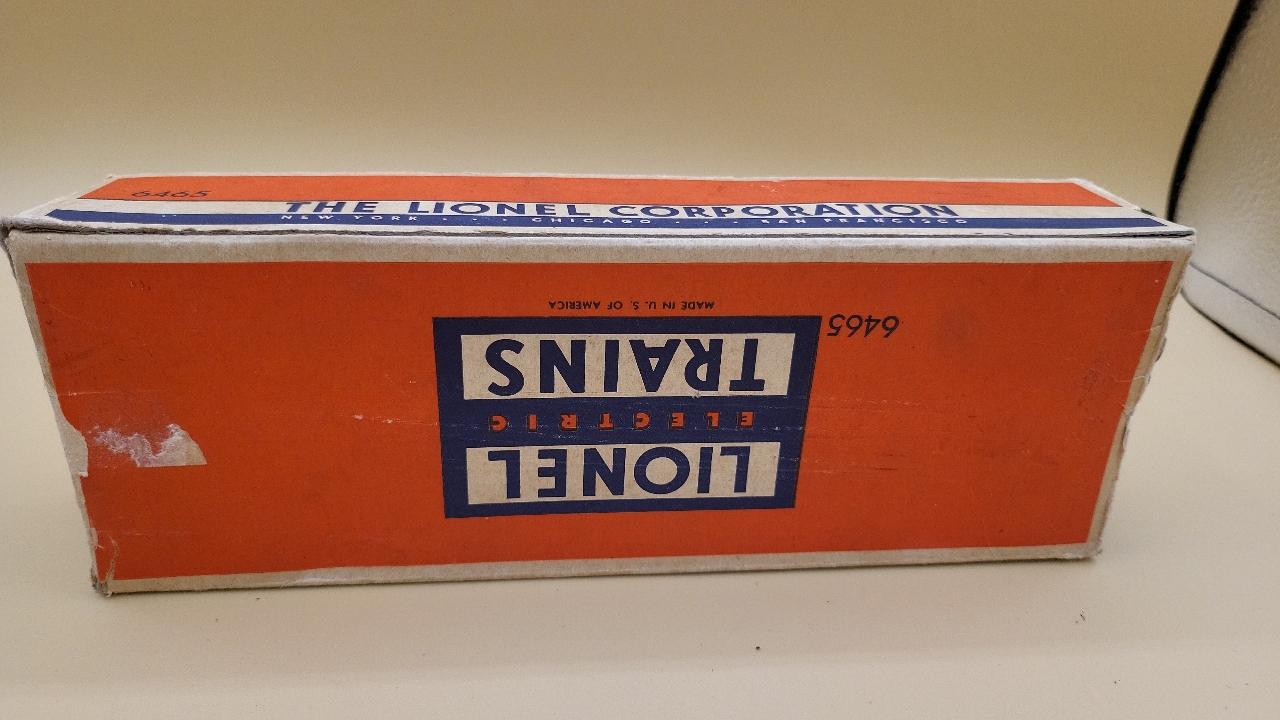 6465
THE LIONEL CORPORATION
NEW YORK · · · CHICAGO · · · SAN FRANCISCO
LIONEL
ELECTRIC
TRAINS
6465
MADE IN U. S. OF AMERICA